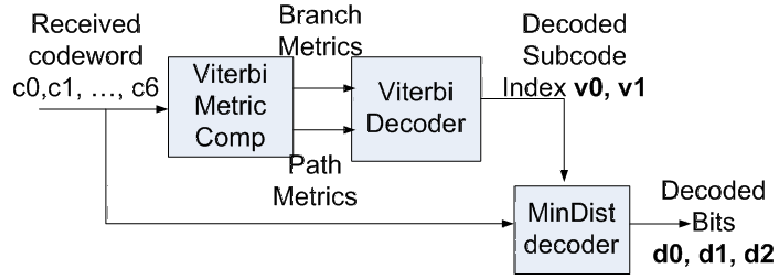 Received
codeword
c0,c1, ..., c6
Branch
Metrics
Viterbi
Metric
Comp
Path
Metrics
Viterbi
Decoder
Decoded
Subcode
Index v0, v1
MinDist
decoder
Decoded
Bits
d0, d1, d2